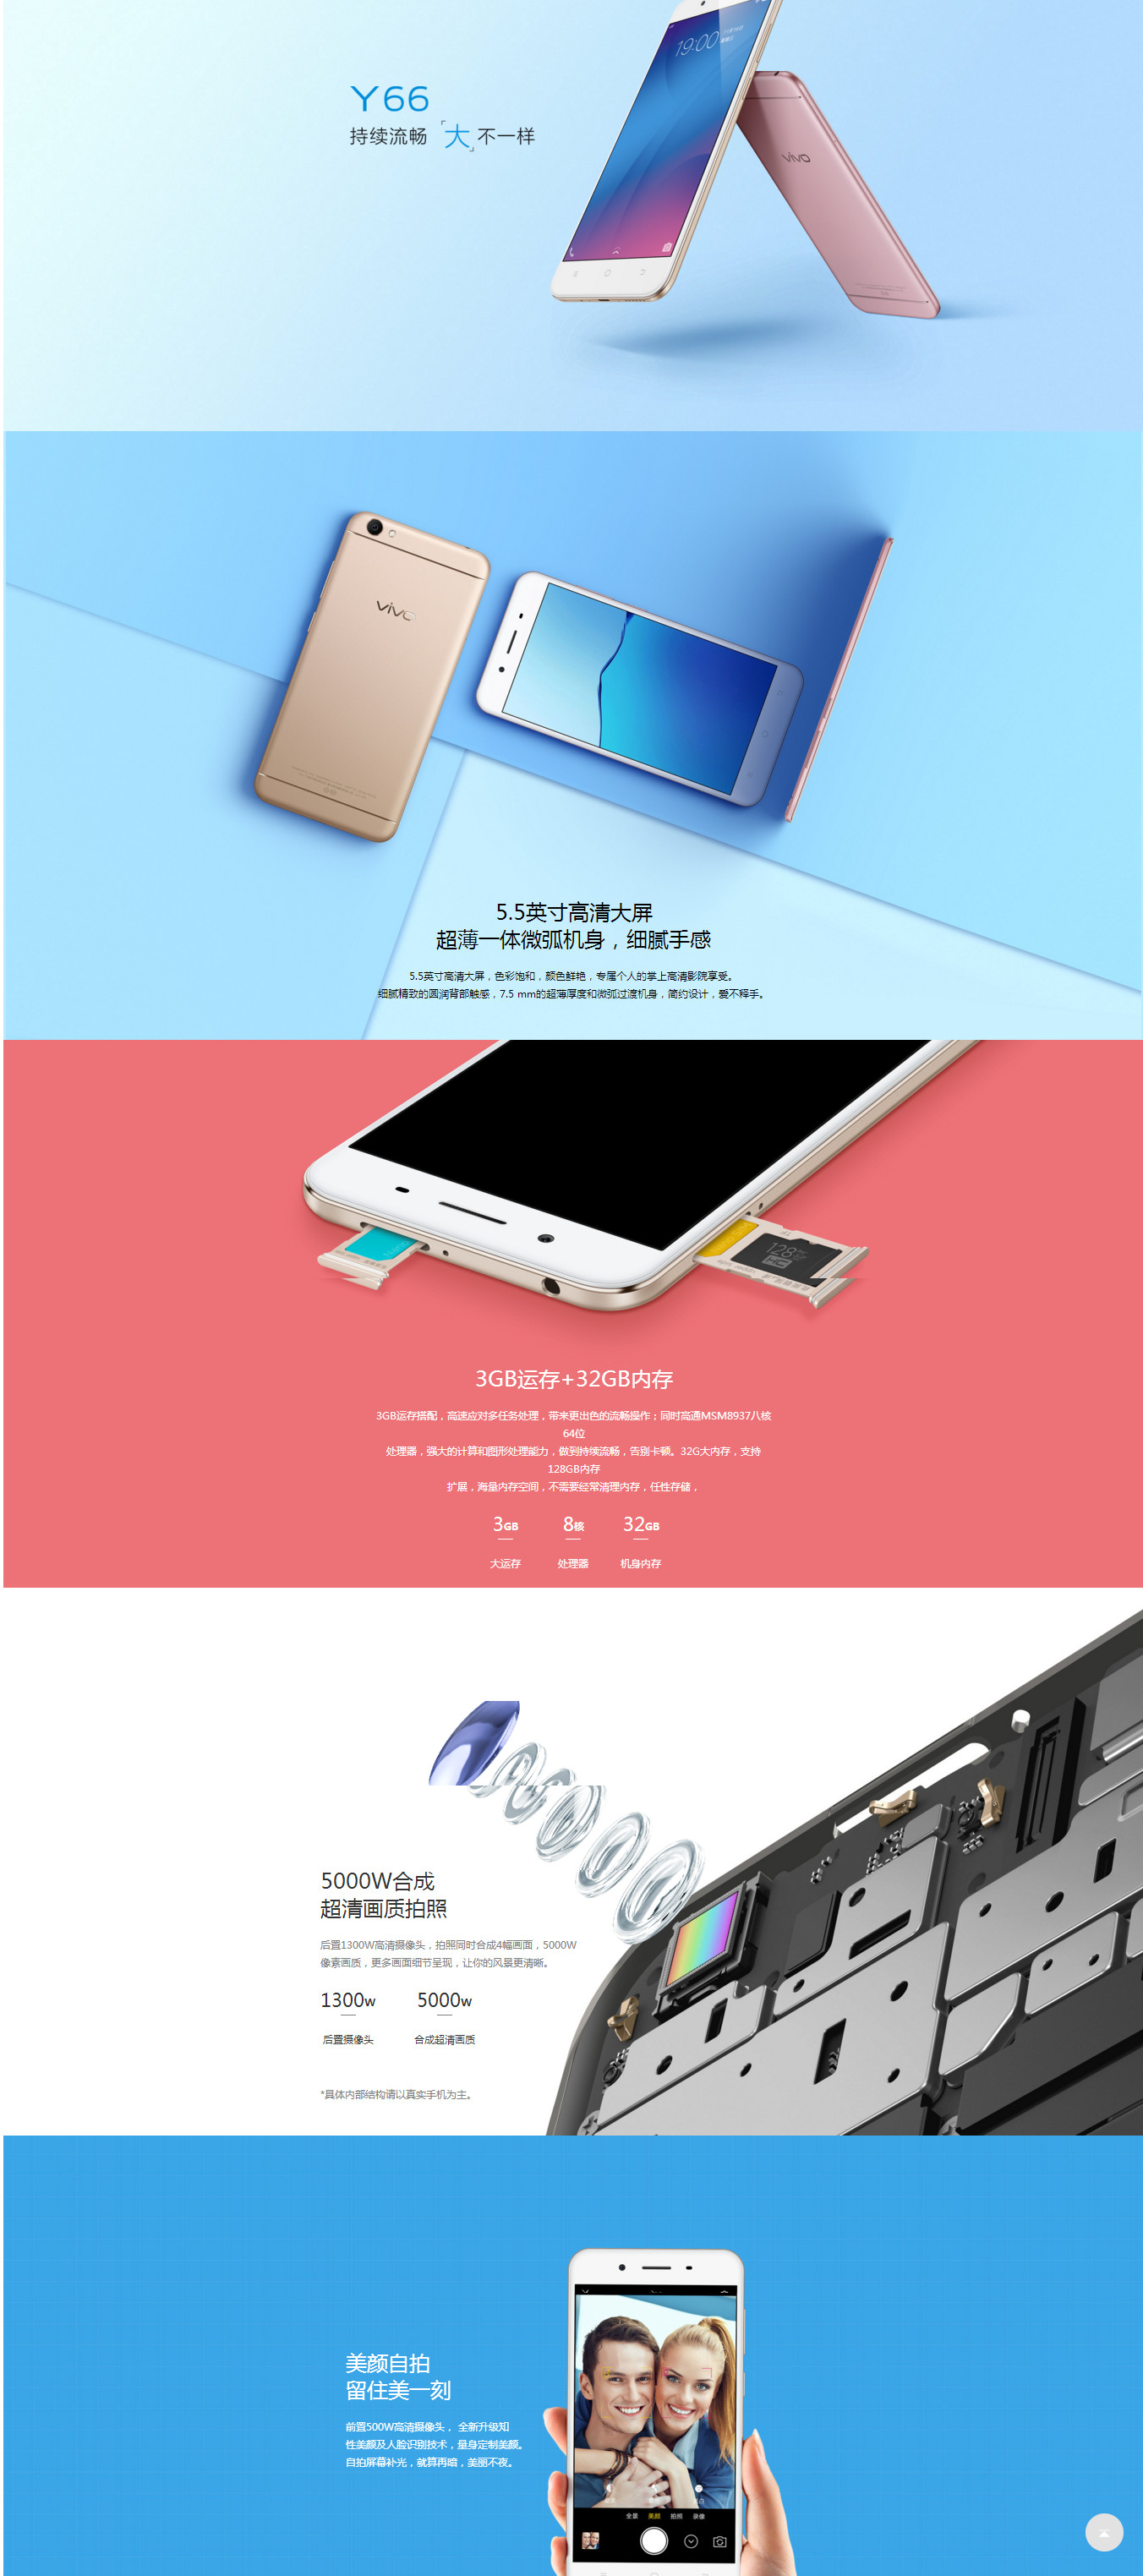 19:00
Y66
持续流畅「大」不一样
vivo
vivo
5.5英寸高清大屏
超薄一体微弧机身，细腻手感
5.5英寸高清大屏，色彩饱和，颜色鲜艳，专属个人的掌上高清影院享受。
细腻精致的圆润背部触感，7.5 mm的超薄厚度和微弧过渡机身，简约设计，爱不释手。
128
3GB运存+32GB内存
3GB运存搭配，高速应对多任务处理，带来更出色的流畅操作；同时高通MSM8937八核
64位
处理器，强大的计算和图形处理能力，做到持续流畅，告别卡顿。32G大内存，支持
128GB内存
扩展，海量内存空间，不需要经常清理内存，任性存储，
3GB 8核 32GB
大运存 处理器 机身内存
5000W合成
超清画质拍照
后置1300W高清摄像头，拍照同时合成4幅画面，5000W
像素画质，更多画面细节呈现，让你的风景更清晰。
1300W 5000W
后置摄像头 合成超清画质
*具体内部结构请以真实手机为主。
美颜自拍
留住美一刻
前置500W高清摄像头， 全新升级知
性美颜及人脸识别技术，量身定制美颜。
自拍屏幕补光，就算再暗，美丽不夜。
全景 美颜 拍照 录像